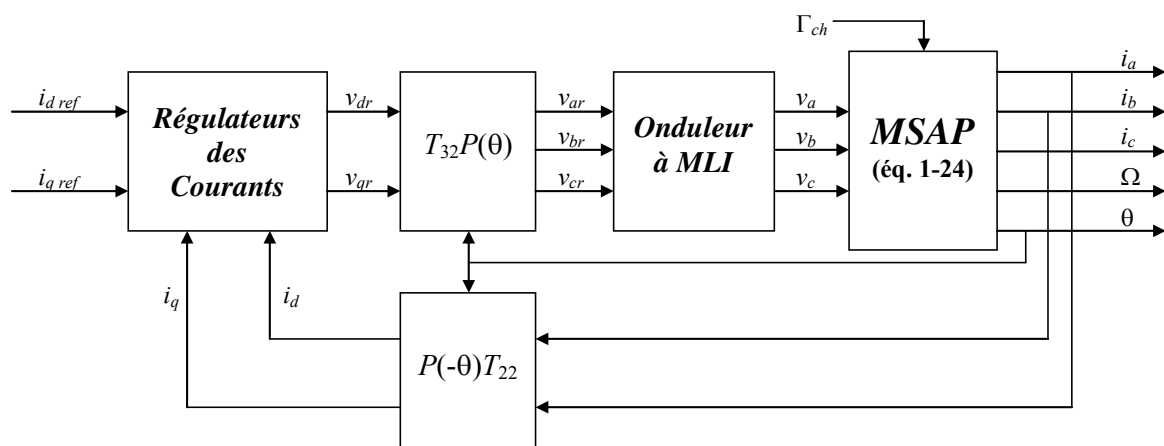 Γch
id ref
iq ref
Régulateurs
des
Courants
vdr
vqr
T32P(θ)
var
vbr
vcr
Onduleur
à MLI
va
vb
vc
MSAP
(éq. 1-24)
ia
ib
ic
Ω
θ
iq
id
P(-θ)T22